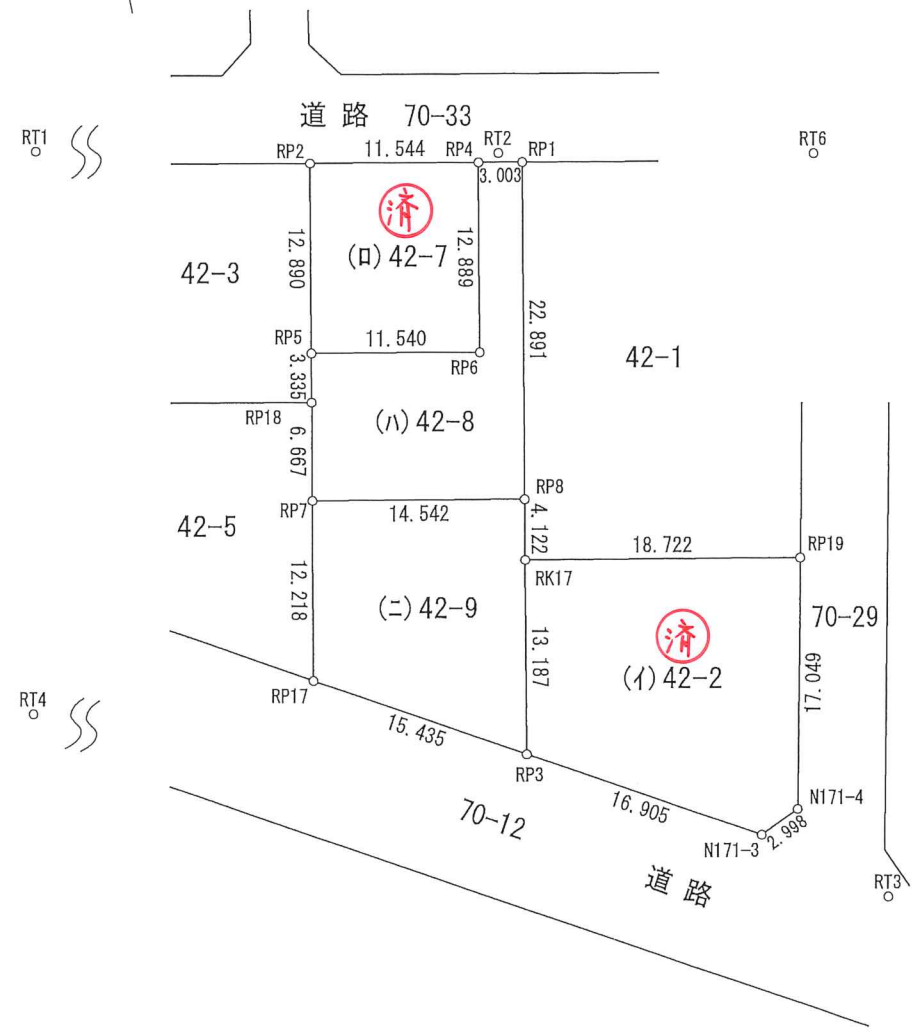 道路 70-33
RT1
RP2
11.544
RP4
RT2
RP1
3.003
RT6
済
(ロ)42-7
12.890
12.889
42-3
22.891
RP5
11.540
RP6
42-1
3.335
RP18
(ハ)42-8
6.667
RP7
14.542
RP8
4.122
42-5
18.722
RP19
RK17
12.218
(ニ)42-9
13.187
済
(イ)42-2
70-29
17.049
RT4
RP17
15.435
RP3
16.905
N171-4
2.998
N171-3
70-12
道路
RT3